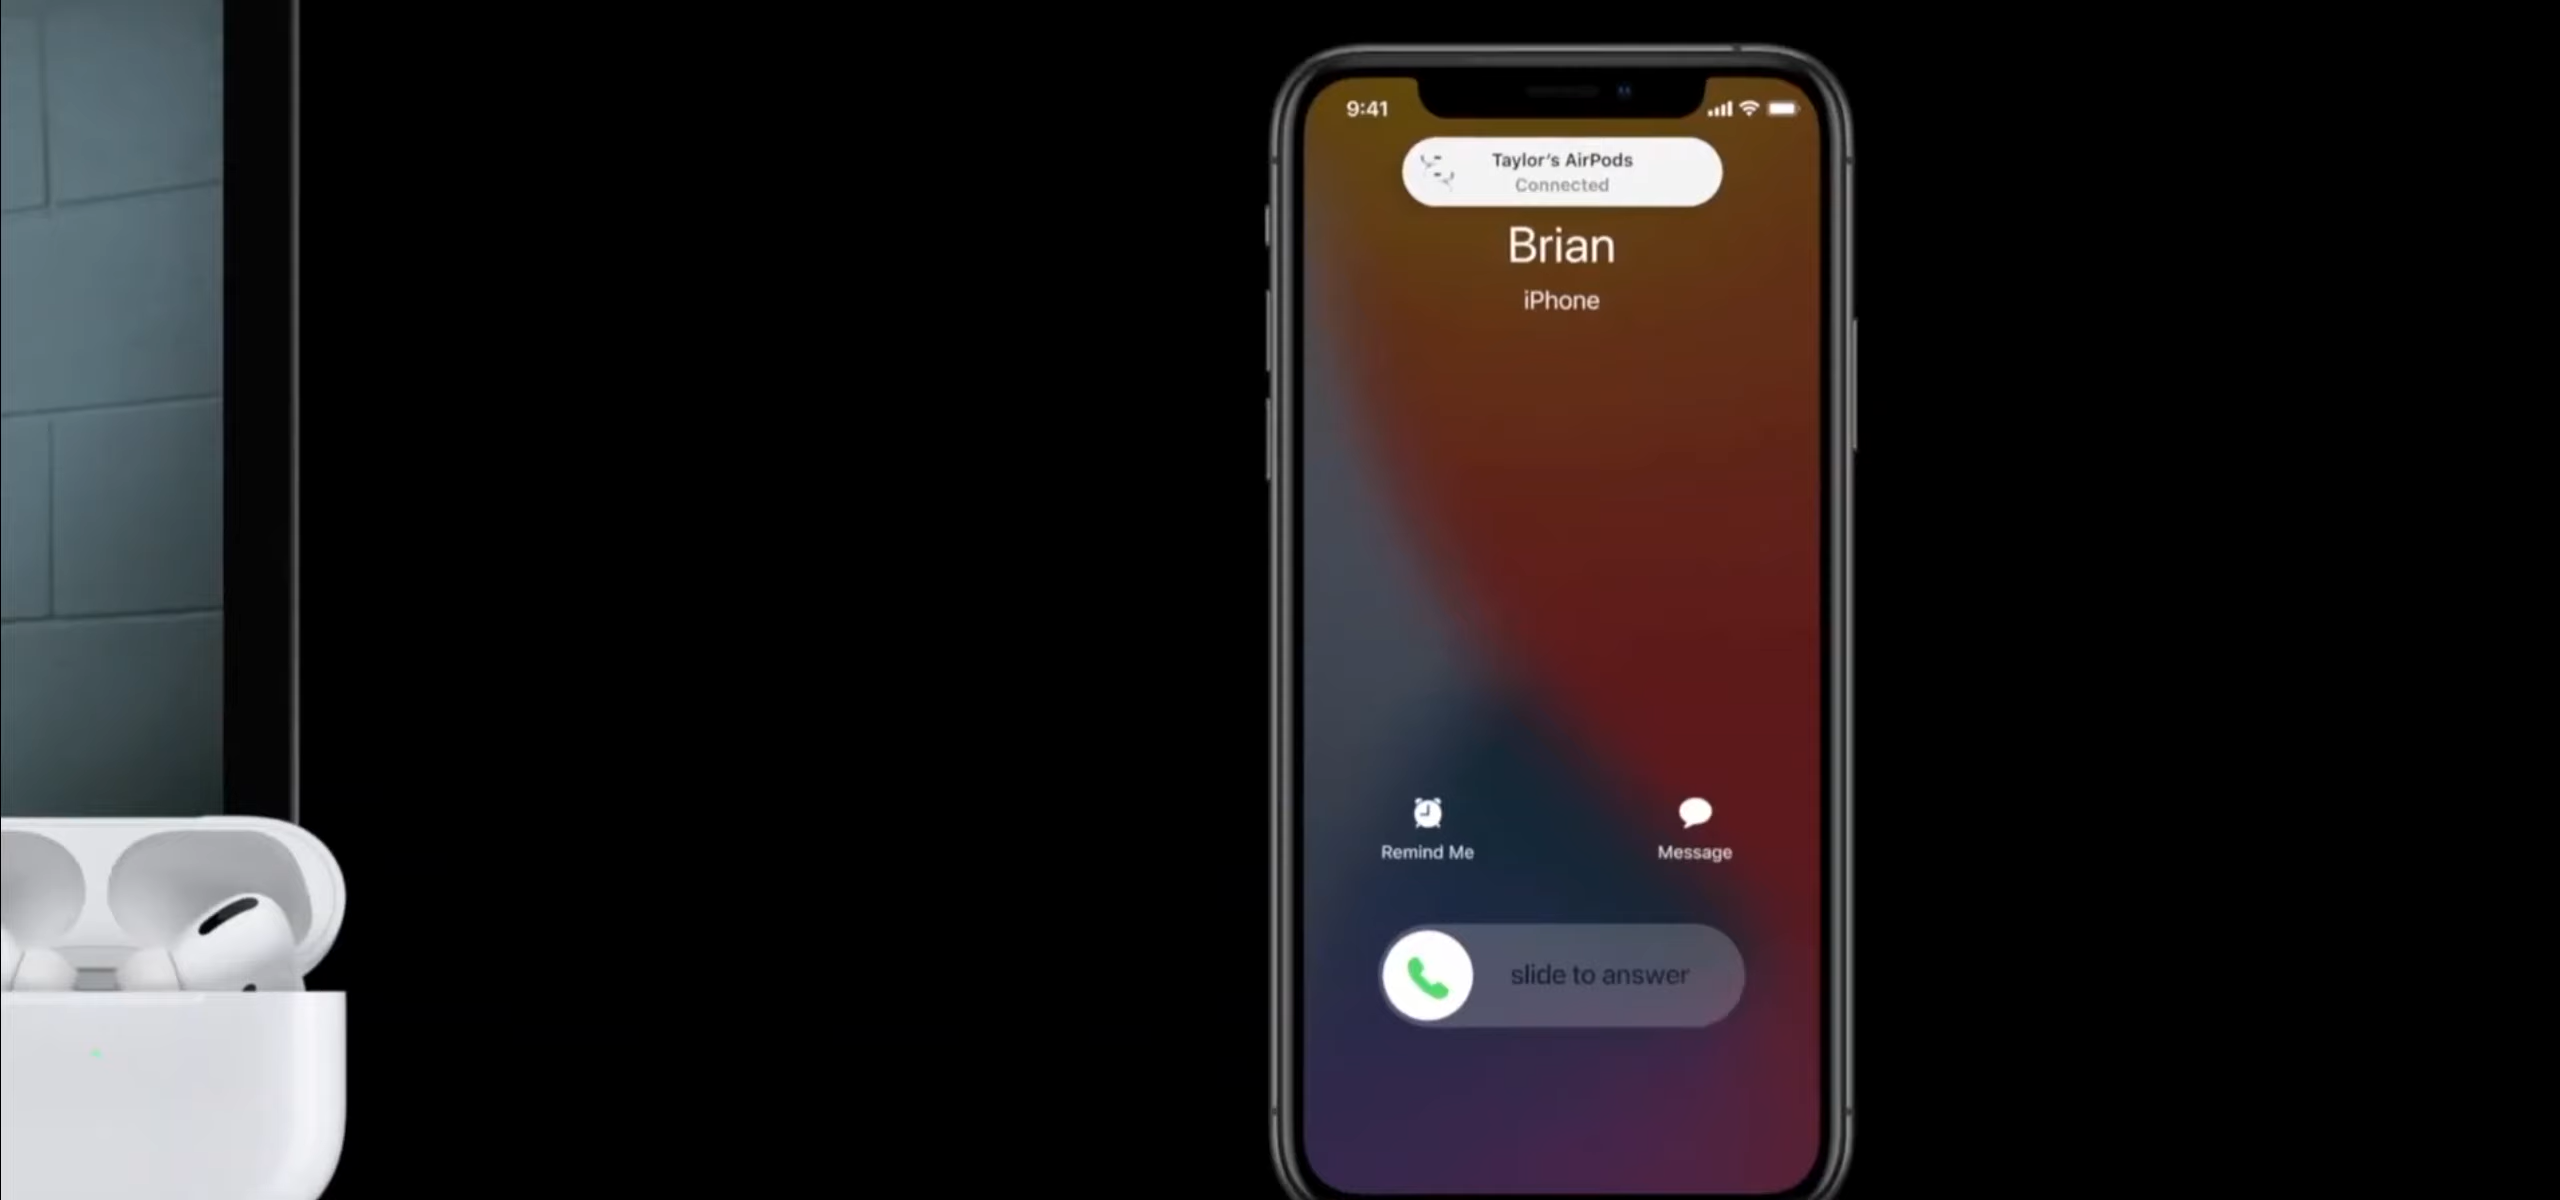 9:41
Taylor's AirPods
Connected
Brian
iPhone
Remind Me
Message
slide to answer